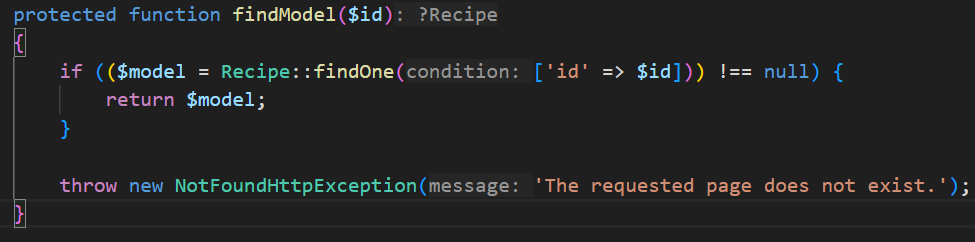 protected function findModel($id): ?Recipe
{
if (($model = Recipe::findOne(condition: ['id' => $id])) !== null) {
return $model;
}
throw new NotFoundHttpException(message: 'The requested page does not exist.');
}